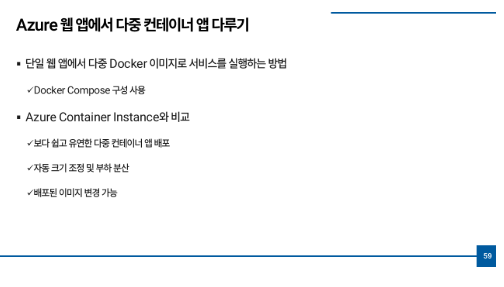 Azure 웹 앱에서 다중 컨테이너 앱 다루기
▪ 단일 웹 앱에서 다중 Docker 이미지로 서비스를 실행하는 방법
✓Docker Compose 구성 사용
▪ Azure Container Instance와 비교
✓보다 쉽고 유연한 다중 컨테이너 앱 배포
✓자동 크기 조정 및 부하 분산
✓배포된 이미지 변경 가능
59